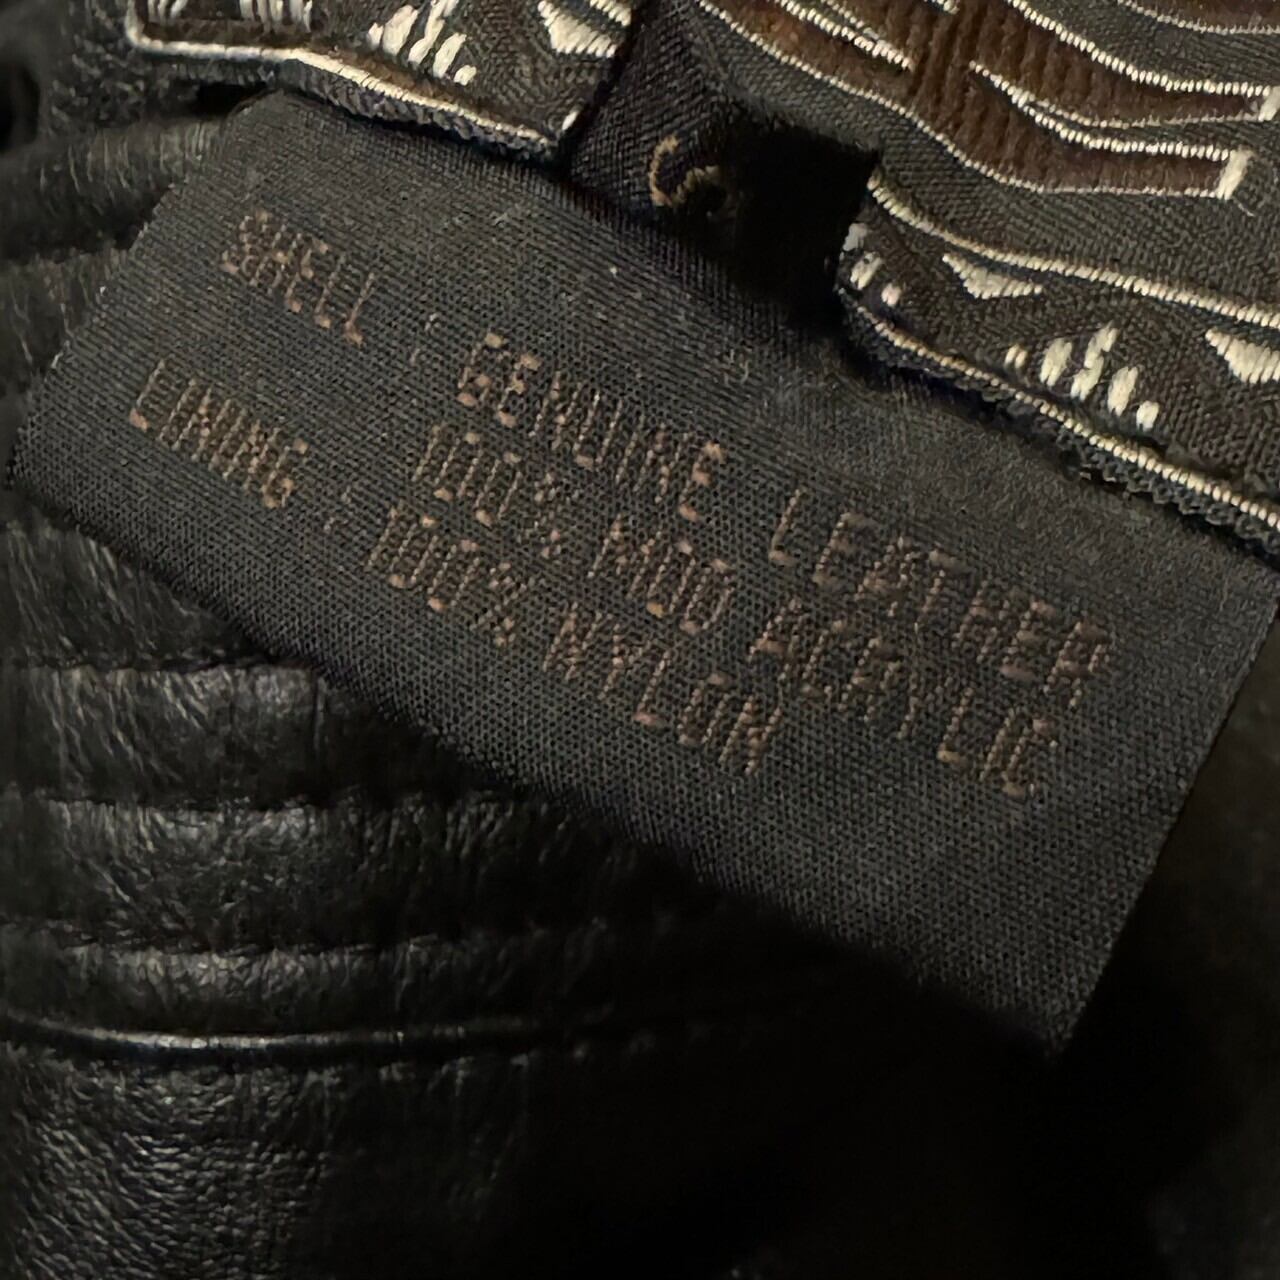 S
SHELL : GENUINE LEATHER
100% MOD ACRYLIC
LINING : 100% NYLON